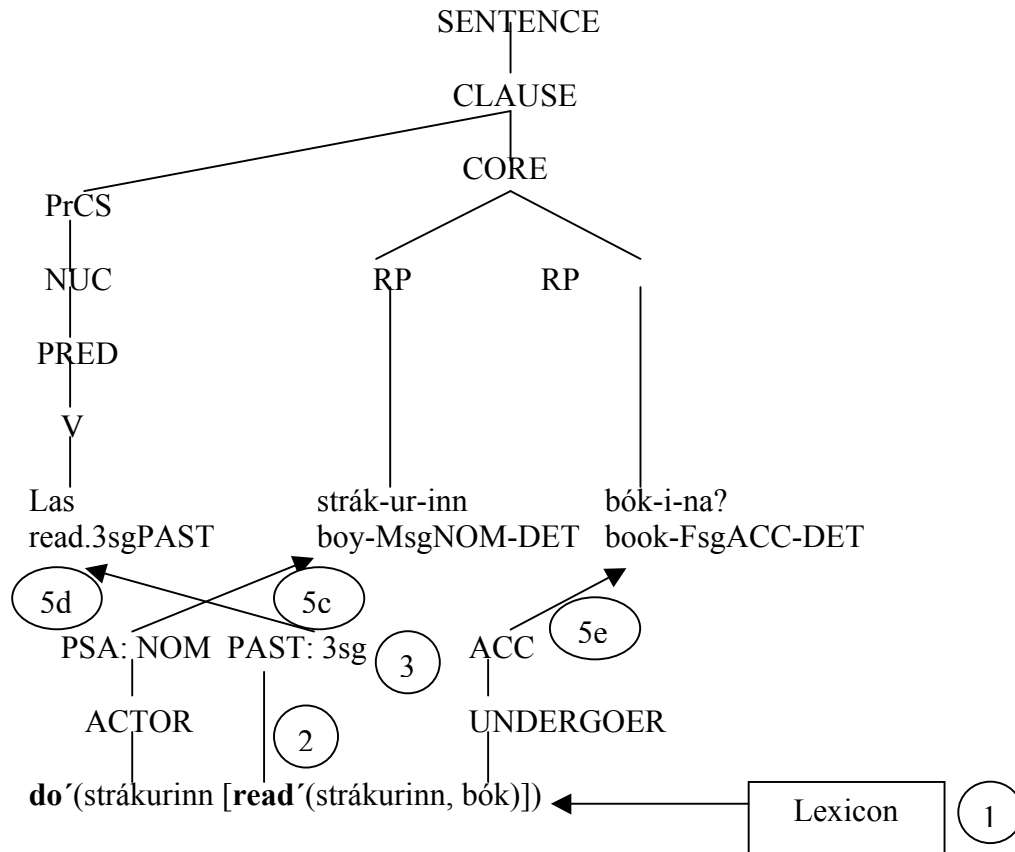 SENTENCE
CLAUSE
CORE
PrCS
NUC RP RP
PRED
V
Las strák-ur-inn bók-i-na?
read.3sgPAST boy-MsgNOM-DET book-FsgACC-DET
5d 5c 5e
PSA: NOM PAST: 3sg 3 ACC
ACTOR 2 UNDERGOER
do´(strákurinn [read´(strákurinn, bók)])
Lexicon 1